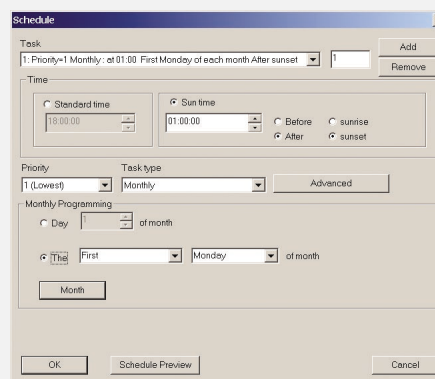 Schedule
Task
1: Priority=1 Monthly : at 01:00 First Monday of each month After sunset
1
Add
Remove
Time
Standard time
18:00:00
Sun time
01:00:00
Before
sunrise
After
sunset
Priority
Task type
1 (Lowest)
Monthly
Advanced
Monthly Programming
Day
1
of month
The
First
Monday
of month
Month
OK
Schedule Preview
Cancel